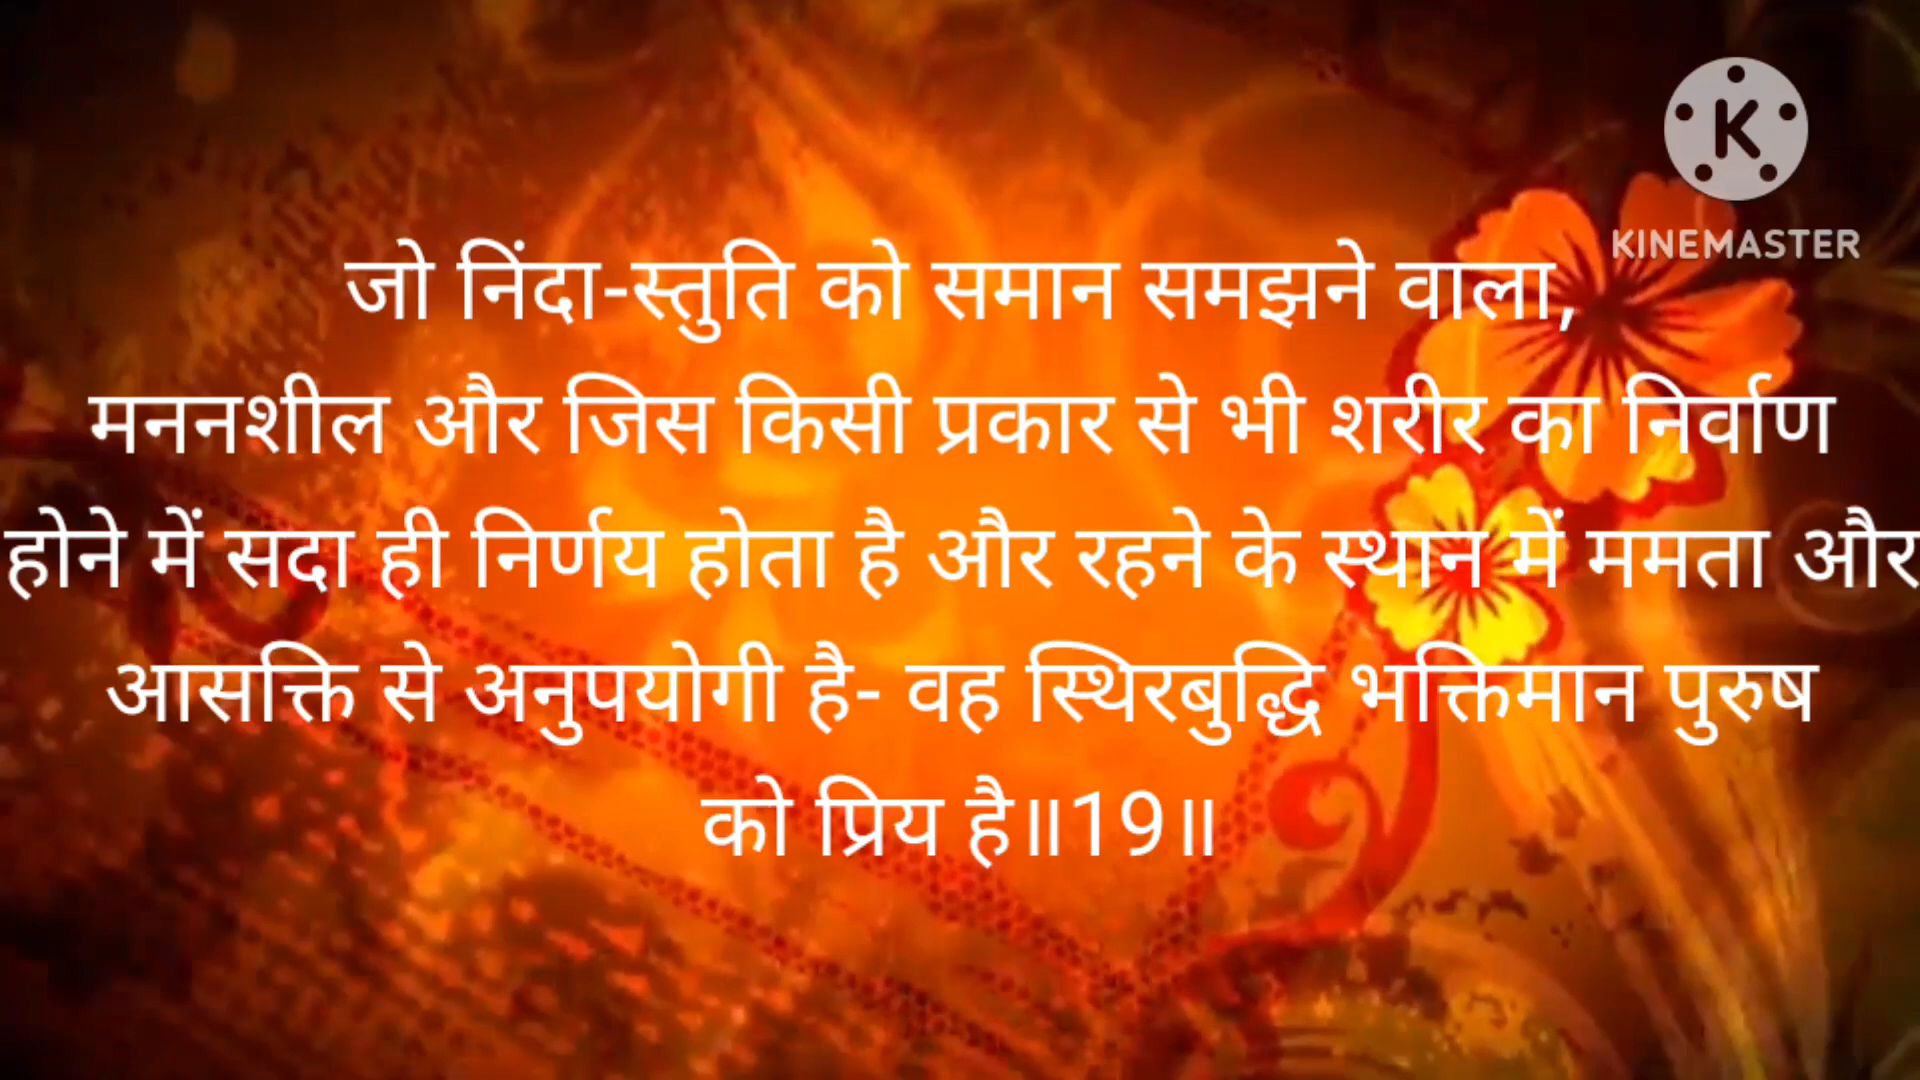 K
KINEMASTER
जो निंदा-स्तुति को समान समझने वाला,
मननशील और जिस किसी प्रकार से भी शरीर का निर्वाण
होने में सदा ही निर्णय होता है और रहने के स्थान में ममता और
आसक्ति से अनुपयोगी है- वह स्थिरबुद्धि भक्तिमान पुरुष
को प्रिय है॥19॥